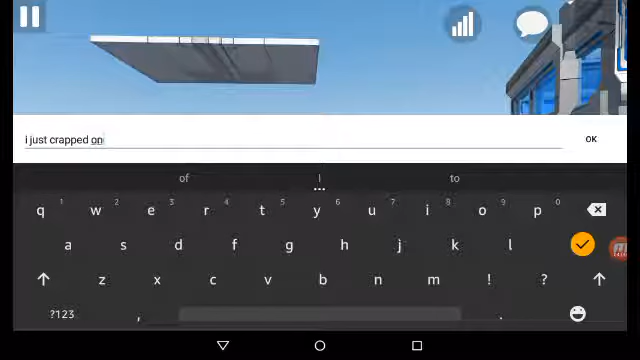 i just crapped on
OK
of I to
q 1 w 2 e 3 r 4 t 5 y 6 u 7 i 8 o 9 p 0
a s d f g h j k l
z x c v b n m ! ?
?123 , .